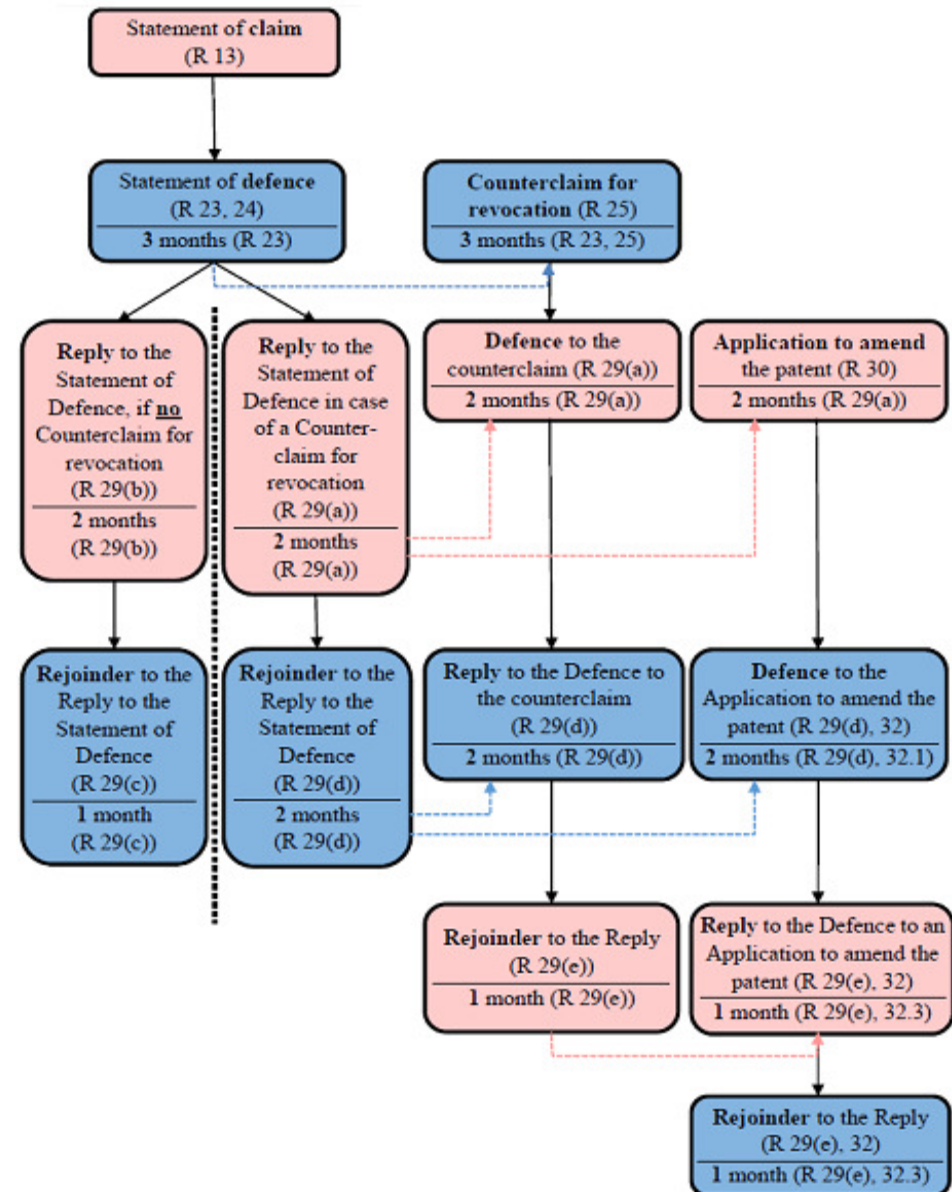 Statement of claim
(R 13)
Statement of defence
(R 23, 24)
3 months (R 23)
Counterclaim for
revocation (R 25)
3 months (R 23, 25)
Reply to the
Statement of
Defence, if no
Counterclaim for
revocation
(R 29(b))
2 months
(R 29(b))
Reply to the
Statement of
Defence in case
of a Counter-
claim for
revocation
(R 29(a))
2 months
(R 29(a))
Defence to the
counterclaim (R 29(a))
2 months (R 29(a))
Application to amend
the patent (R 30)
2 months (R 29(a))
Rejoinder to the
Reply to the
Statement of
Defence
(R 29(c))
1 month
(R 29(c))
Rejoinder to the
Reply to the
Statement of
Defence
(R 29(d))
2 months
(R 29(d))
Reply to the Defence to
the counterclaim
(R 29(d))
2 months (R 29(d))
Defence to the
Application to amend the
patent (R 29(d), 32)
2 months (R 29(d), 32.1)
Rejoinder to the Reply
(R 29(e))
1 month (R 29(e))
Reply to the Defence to an
Application to amend the
patent (R 29(e), 32)
1 month (R 29(e), 32.3)
Rejoinder to the Reply
(R 29(e), 32)
1 month (R 29(e), 32.3)